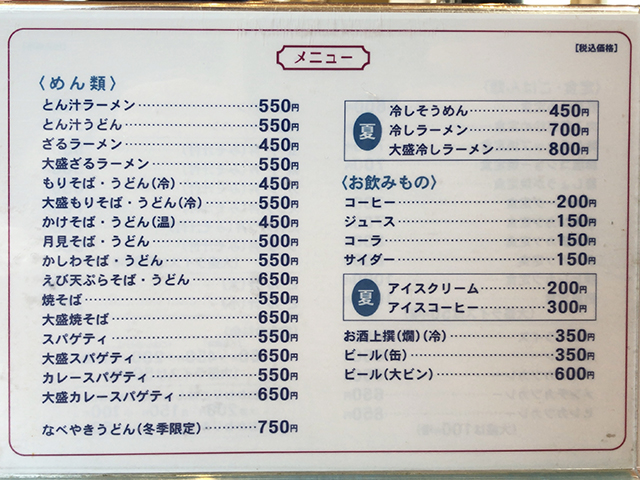 メニュー
[税込価格]
〈めん類〉
とん汁ラーメン……550円
とん汁うどん……550円
ざるラーメン……450円
大盛ざるラーメン……550円
もりそば・うどん(冷)……450円
大盛もりそば・うどん(冷)……550円
かけそば・うどん(温)……450円
月見そば・うどん……500円
かしわそば・うどん……550円
えび天ぷらそば・うどん……650円
焼そば……550円
大盛焼そば……650円
スパゲティ……550円
大盛スパゲティ……650円
カレースパゲティ……550円
大盛カレースパゲティ……650円
なべやきうどん(冬季限定)……750円
夏
冷しそうめん……450円
冷しラーメン……700円
大盛冷しラーメン……800円
〈お飲みもの〉
コーヒー……200円
ジュース……150円
コーラ……150円
サイダー……150円
夏
アイスクリーム……200円
アイスコーヒー……300円
お酒上撰(燗)(冷)……350円
ビール(缶)……350円
ビール(大ビン)……600円